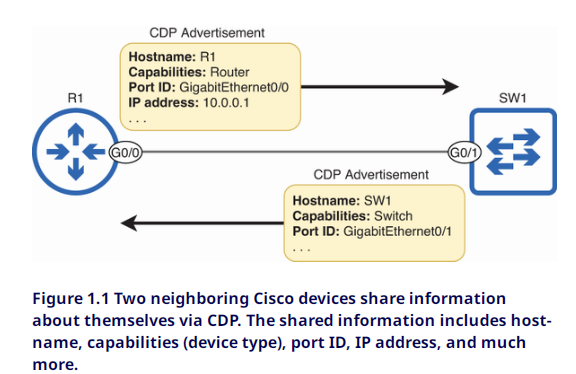 CDP Advertisement
Hostname: R1
Capabilities: Router
Port ID: GigabitEthernet0/0
IP address: 10.0.0.1
. . .
R1
SW1
G0/0
G0/1
CDP Advertisement
Hostname: SW1
Capabilities: Switch
Port ID: GigabitEthernet0/1
. . .
Figure 1.1 Two neighboring Cisco devices share information
about themselves via CDP. The shared information includes host-
name, capabilities (device type), port ID, IP address, and much
more.